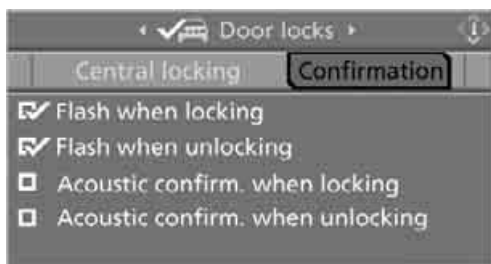 Door locks
Central locking Confirmation
Flash when locking
Flash when unlocking
Acoustic confirm. when locking
Acoustic confirm. when unlocking